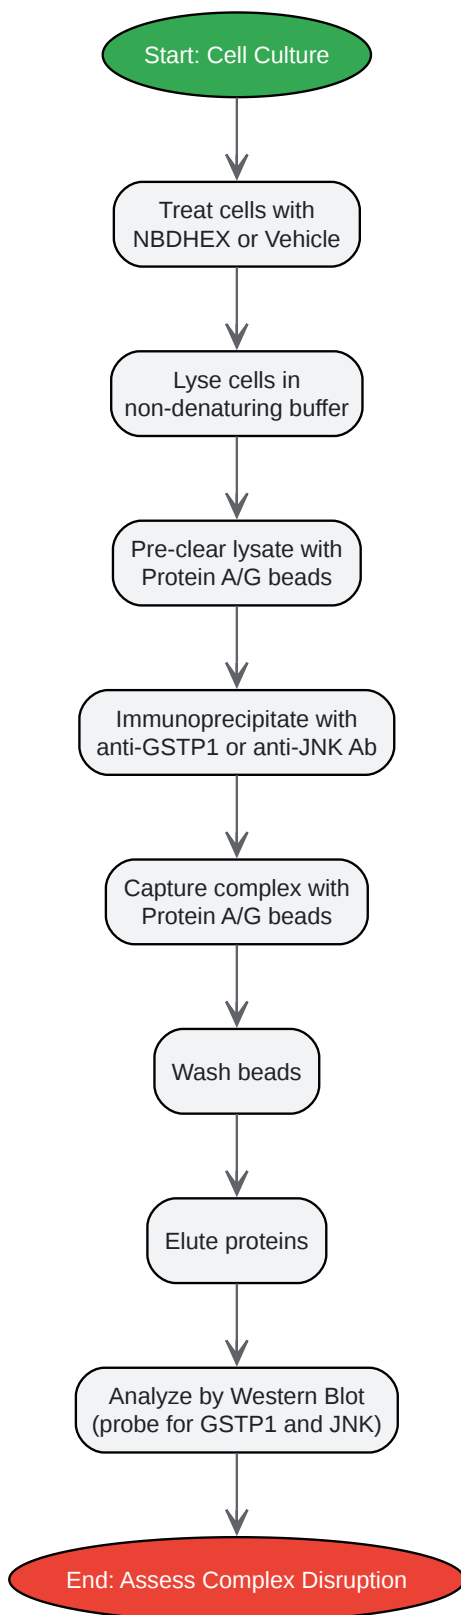 Start: Cell Culture
Treat cells with
NBDHEX or Vehicle
Lyse cells in
non-denaturing buffer
Pre-clear lysate with
Protein A/G beads
Immunoprecipitate with
anti-GSTP1 or anti-JNK Ab
Capture complex with
Protein A/G beads
Wash beads
Elute proteins
Analyze by Western Blot
(probe for GSTP1 and JNK)
End: Assess Complex Disruption